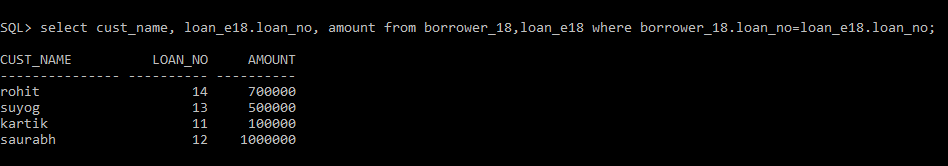 SQL> select cust_name, loan_e18.loan_no, amount from borrower_18,loan_e18 where borrower_18.loan_no=loan_e18.loan_no;
CUST_NAME          LOAN_NO     AMOUNT
--------------- ---------- ----------
rohit                   14     700000
suyog                   13     500000
kartik                  11     100000
saurabh                 12    1000000